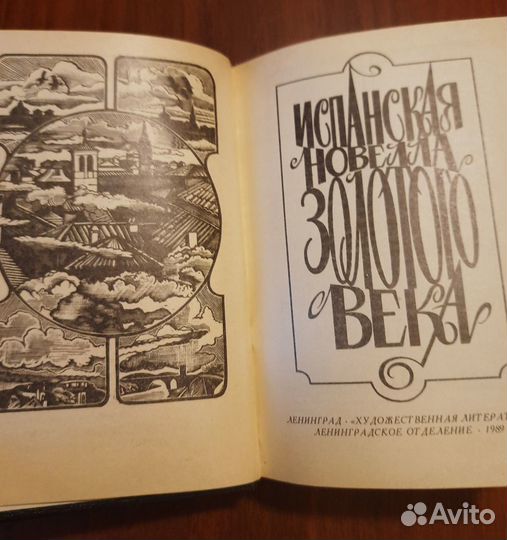 ИСПАНСКАЯ
НОВЕЛЛА
ЗОЛОТОГО
ВЕКА
ЛЕНИНГРАД · «ХУДОЖЕСТВЕННАЯ ЛИТЕРАТ
ЛЕНИНГРАДСКОЕ ОТДЕЛЕНИЕ · 1989
Avito